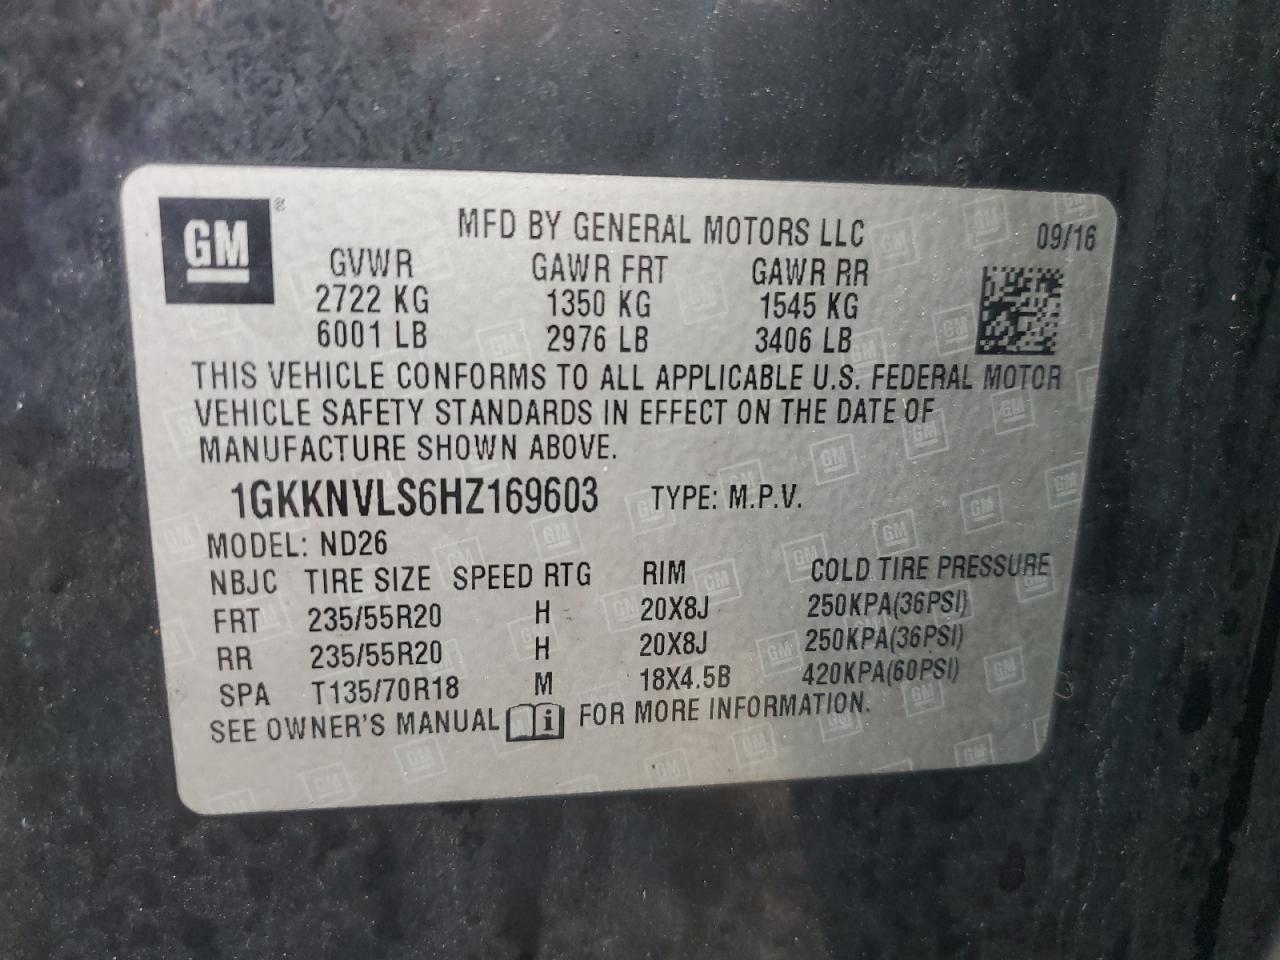 GM ®
MFD BY GENERAL MOTORS LLC 09/16
GVWR GAWR FRT GAWR RR
2722 KG 1350 KG 1545 KG
6001 LB 2976 LB 3406 LB
THIS VEHICLE CONFORMS TO ALL APPLICABLE U.S. FEDERAL MOTOR
VEHICLE SAFETY STANDARDS IN EFFECT ON THE DATE OF
MANUFACTURE SHOWN ABOVE.
1GKKNVLS6HZ169603 TYPE: M.P.V.
MODEL: ND26
NBJC TIRE SIZE SPEED RTG RIM COLD TIRE PRESSURE
FRT 235/55R20 H 20X8J 250KPA(36PSI)
RR 235/55R20 H 20X8J 250KPA(36PSI)
SPA T135/70R18 M 18X4.5B 420KPA(60PSI)
SEE OWNER'S MANUAL i FOR MORE INFORMATION.